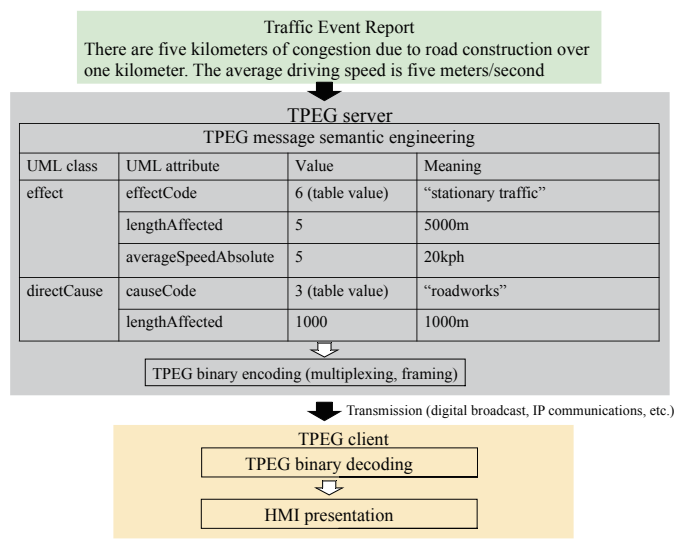 Traffic Event Report
There are five kilometers of congestion due to road construction over
one kilometer. The average driving speed is five meters/second
TPEG server
TPEG message semantic engineering
UML class UML attribute Value Meaning
effect effectCode 6 (table value) “stationary traffic”
lengthAffected 5 5000m
averageSpeedAbsolute 5 20kph
directCause causeCode 3 (table value) “roadworks”
lengthAffected 1000 1000m
TPEG binary encoding (multiplexing, framing)
Transmission (digital broadcast, IP communications, etc.)
TPEG client
TPEG binary decoding
HMI presentation